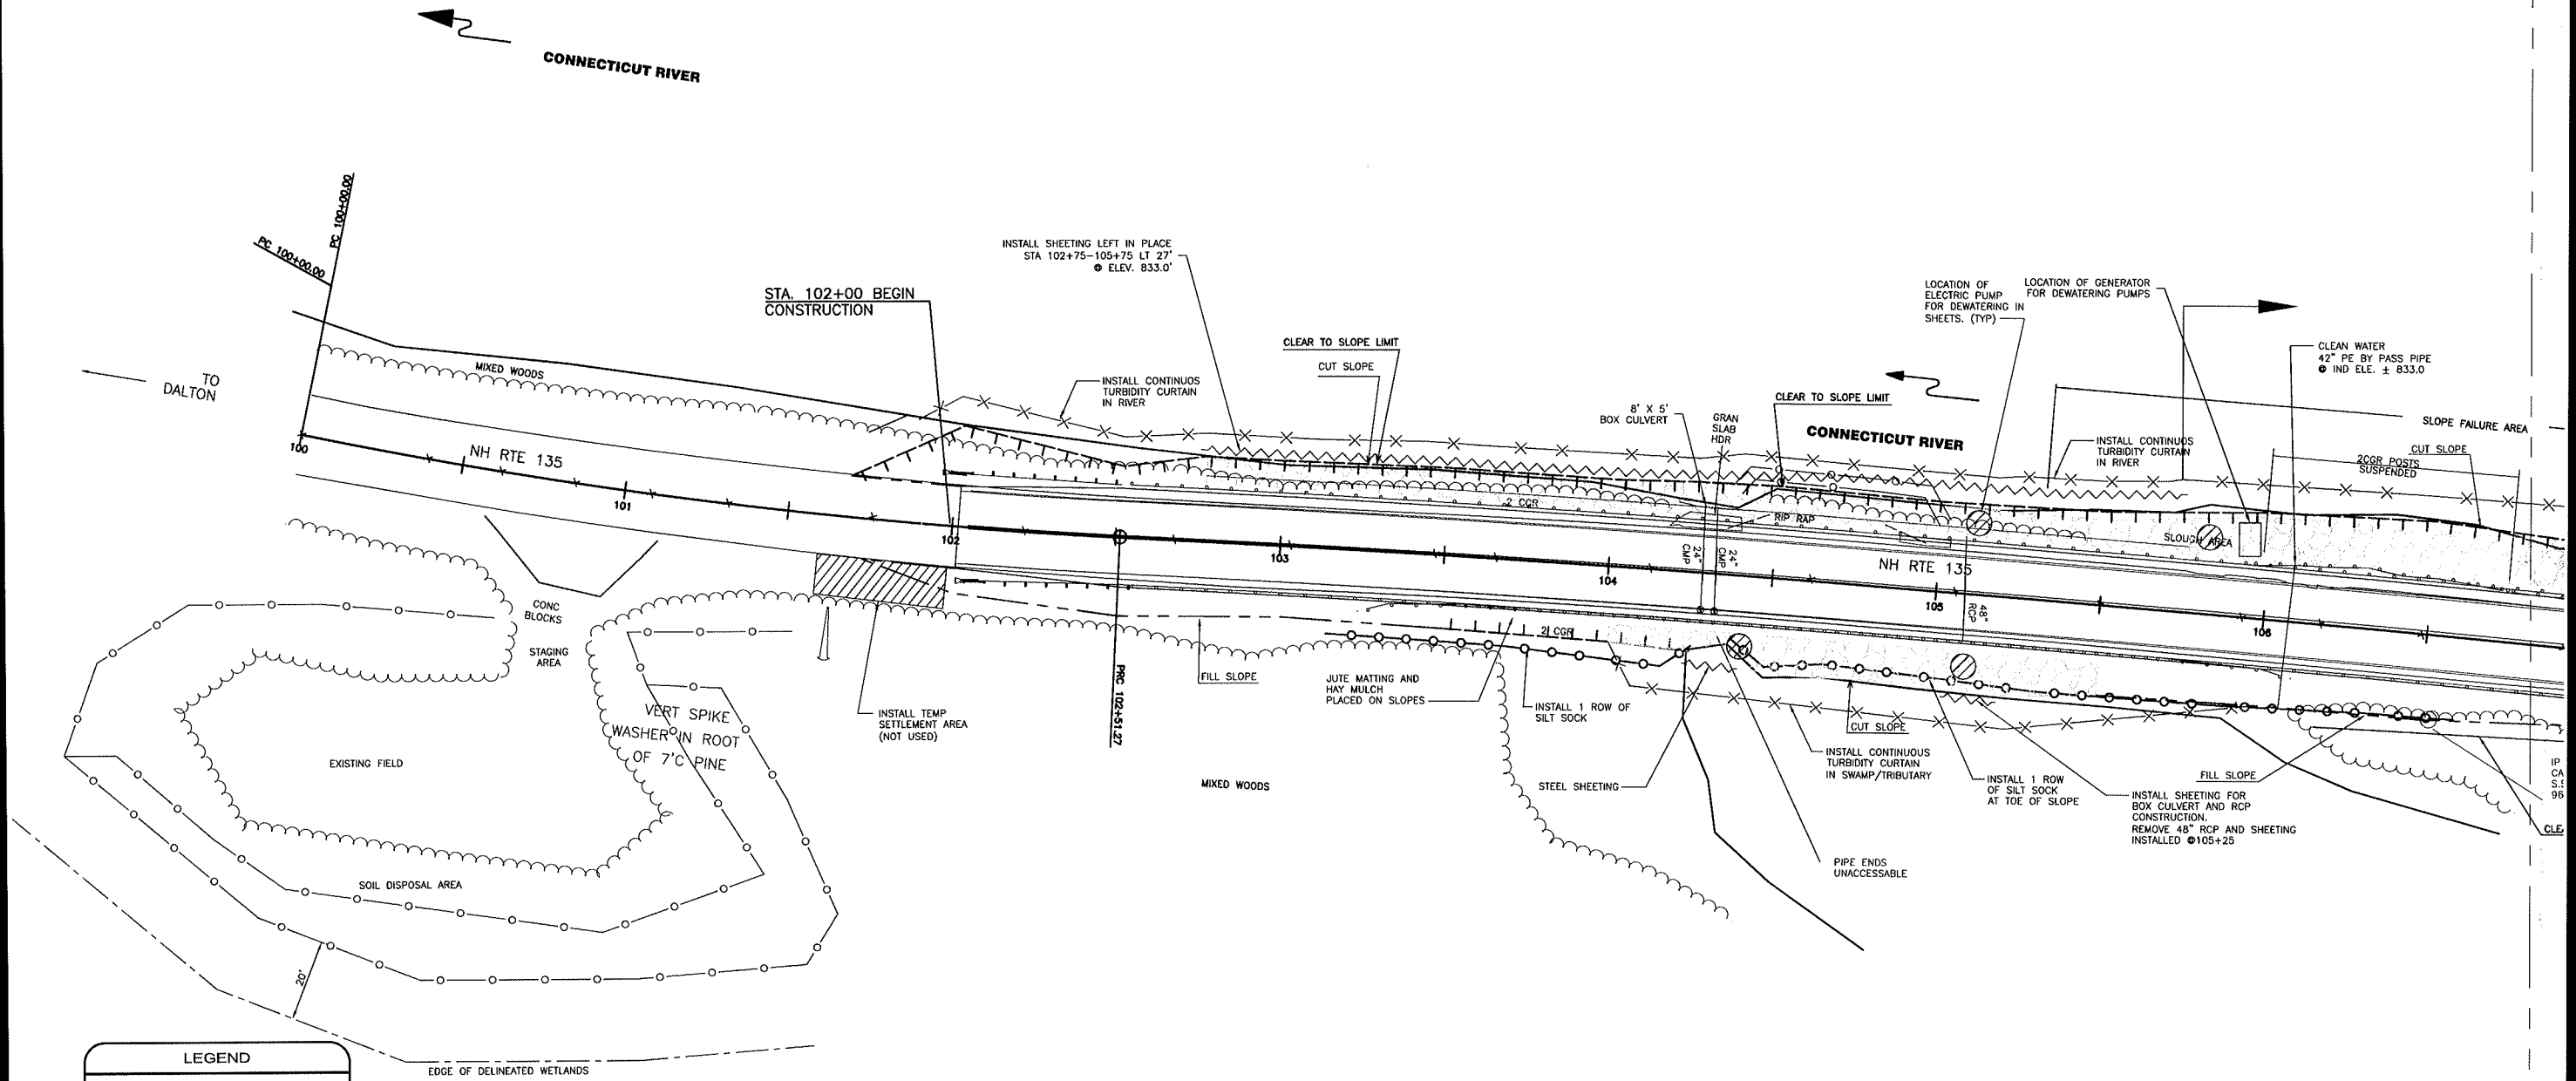 CONNECTICUT RIVER
PC 100+00.00
PC 100+00.00
INSTALL SHEETING LEFT IN PLACE
STA 102+75-105+75 LT 27'
@ ELEV. 833.0'
STA. 102+00 BEGIN
CONSTRUCTION
LOCATION OF
ELECTRIC PUMP
FOR DEWATERING IN
SHEETS. (TYP)
LOCATION OF GENERATOR
FOR DEWATERING PUMPS
CLEAR TO SLOPE LIMIT
CUT SLOPE
CLEAN WATER
42" PE BY PASS PIPE
@ IND ELE. ± 833.0
TO
DALTON
MIXED WOODS
INSTALL CONTINUOS
TURBIDITY CURTAIN
IN RIVER
8' X 5'
BOX CULVERT
GRAN
SLAB
HDR
CLEAR TO SLOPE LIMIT
CONNECTICUT RIVER
SLOPE FAILURE AREA
INSTALL CONTINUOS
TURBIDITY CURTAIN
IN RIVER
CUT SLOPE
2CGR POSTS
SUSPENDED
100
NH RTE 135
101
102
103
104
105
106
2 CGR
RIP RAP
SLOUGH AREA
24"
CMP
24"
CMP
NH RTE 135
48"
RCP
CONC
BLOCKS
STAGING
AREA
2 CGR
PRC 102+51.27
FILL SLOPE
JUTE MATTING AND
HAY MULCH
PLACED ON SLOPES
INSTALL 1 ROW OF
SILT SOCK
INSTALL TEMP
SETTLEMENT AREA
(NOT USED)
VERT SPIKE
WASHER IN ROOT
OF 7'C PINE
EXISTING FIELD
MIXED WOODS
STEEL SHEETING
CUT SLOPE
INSTALL CONTINUOUS
TURBIDITY CURTAIN
IN SWAMP/TRIBUTARY
INSTALL 1 ROW
OF SILT SOCK
AT TOE OF SLOPE
FILL SLOPE
INSTALL SHEETING FOR
BOX CULVERT AND RCP
CONSTRUCTION.
REMOVE 48" RCP AND SHEETING
INSTALLED @105+25
IP
CA
S.S
96
CLE
PIPE ENDS
UNACCESSABLE
SOIL DISPOSAL AREA
20'
LEGEND
EDGE OF DELINEATED WETLANDS